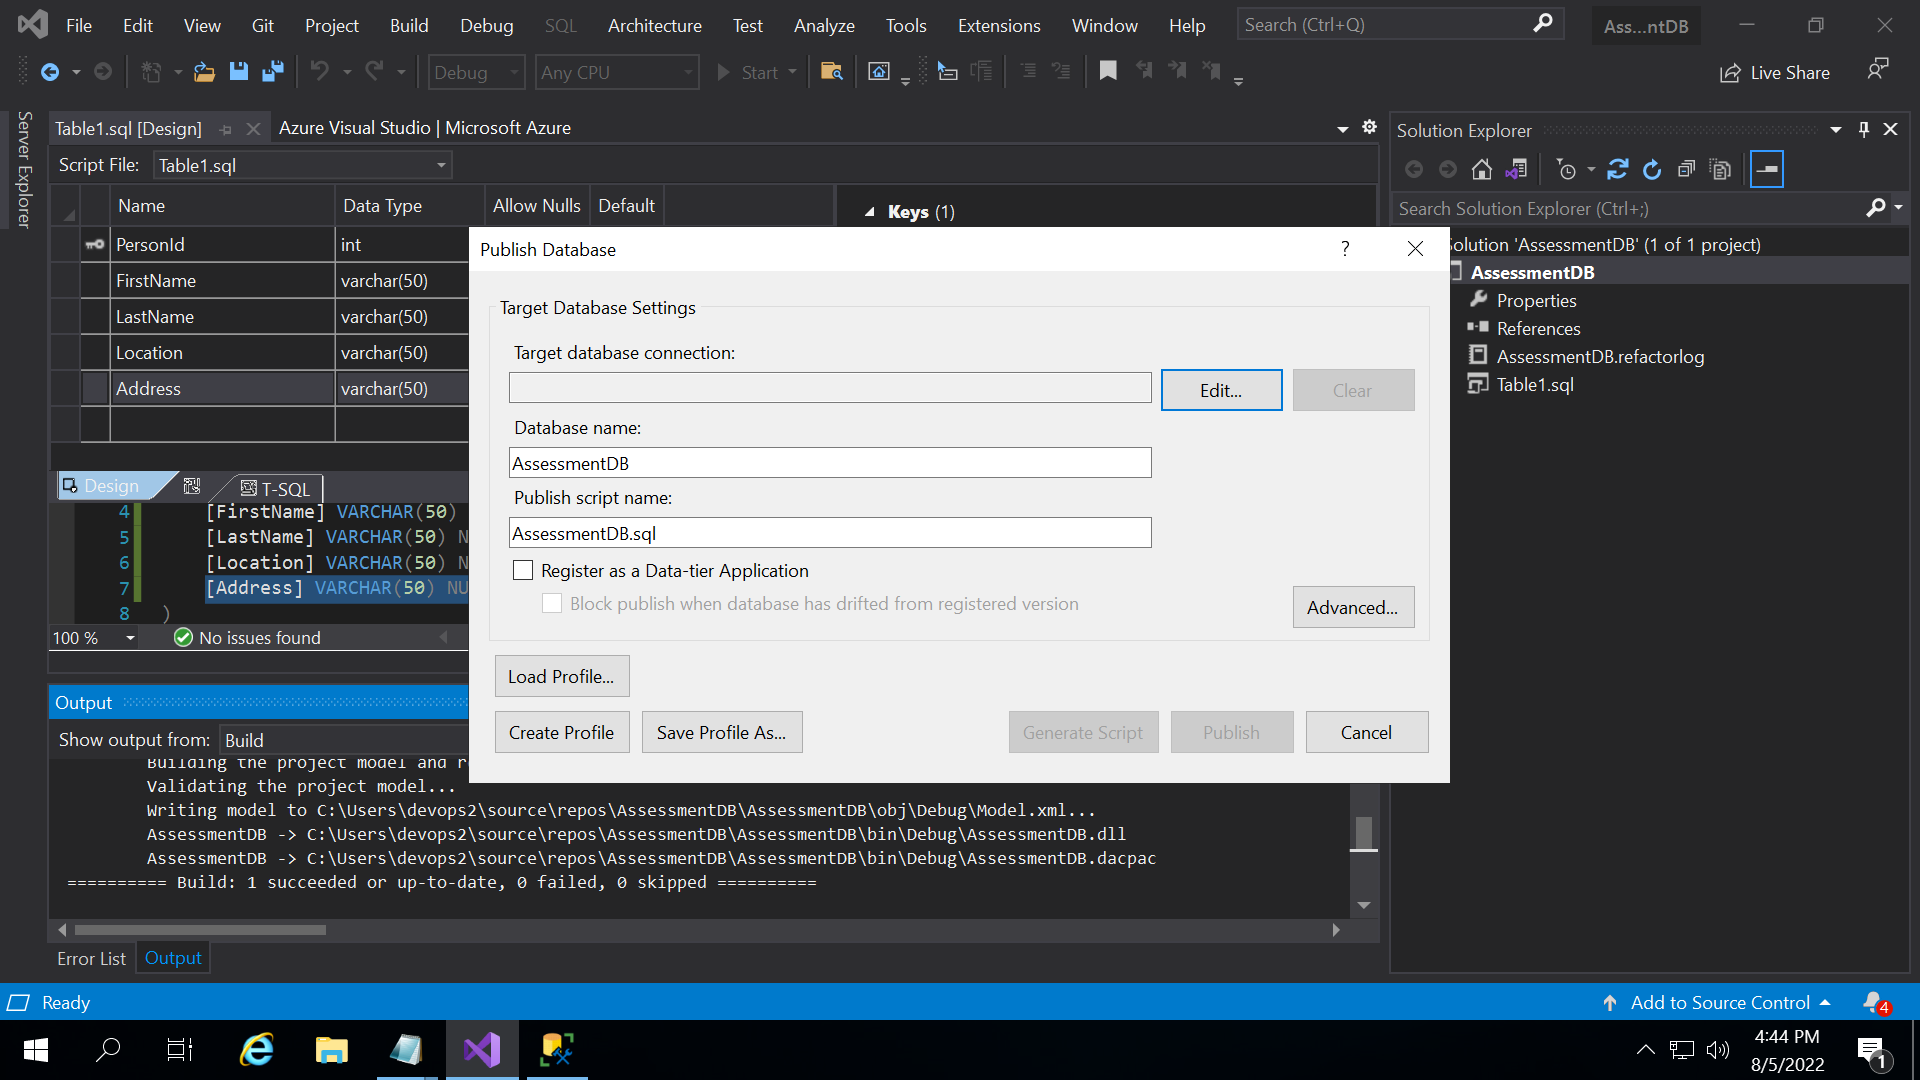 File Edit View Git Project Build Debug SQL Architecture Test Analyze Tools Extensions Window Help Search (Ctrl+Q) Ass...ntDB
Debug Any CPU Start Live Share
Server Explorer
Table1.sql [Design] Azure Visual Studio | Microsoft Azure
Script File: Table1.sql
Name Data Type Allow Nulls Default
Keys (1)
PersonId int
FirstName varchar(50)
LastName varchar(50)
Location varchar(50)
Address varchar(50)
Design T-SQL
4 [FirstName] VARCHAR(50)
5 [LastName] VARCHAR(50) N
6 [Location] VARCHAR(50) N
7 [Address] VARCHAR(50) NU
8 )
100 % No issues found
Publish Database ?
Target Database Settings
Target database connection:
Edit... Clear
Database name:
AssessmentDB
Publish script name:
AssessmentDB.sql
Register as a Data-tier Application
Block publish when database has drifted from registered version
Advanced...
Load Profile...
Create Profile Save Profile As... Generate Script Publish Cancel
Output
Show output from: Build
Building the project model and r
Validating the project model...
Writing model to C:\Users\devops2\source\repos\AssessmentDB\AssessmentDB\obj\Debug\Model.xml...
AssessmentDB -> C:\Users\devops2\source\repos\AssessmentDB\AssessmentDB\bin\Debug\AssessmentDB.dll
AssessmentDB -> C:\Users\devops2\source\repos\AssessmentDB\AssessmentDB\bin\Debug\AssessmentDB.dacpac
========== Build: 1 succeeded or up-to-date, 0 failed, 0 skipped ==========
Error List Output
Solution Explorer
Search Solution Explorer (Ctrl+;)
Solution 'AssessmentDB' (1 of 1 project)
AssessmentDB
Properties
References
AssessmentDB.refactorlog
Table1.sql
Ready Add to Source Control 4
4:44 PM
8/5/2022
1